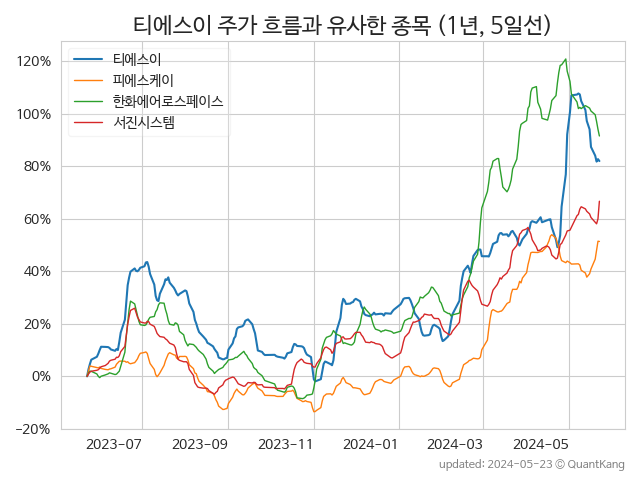 티에스이 주가 흐름과 유사한 종목 (1년, 5일선)
티에스이
피에스케이
한화에어로스페이스
서진시스템
120%
100%
80%
60%
40%
20%
0%
−20%
2023-07 2023-09 2023-11 2024-01 2024-03 2024-05
updated: 2024-05-23 ⓒ QuantKang